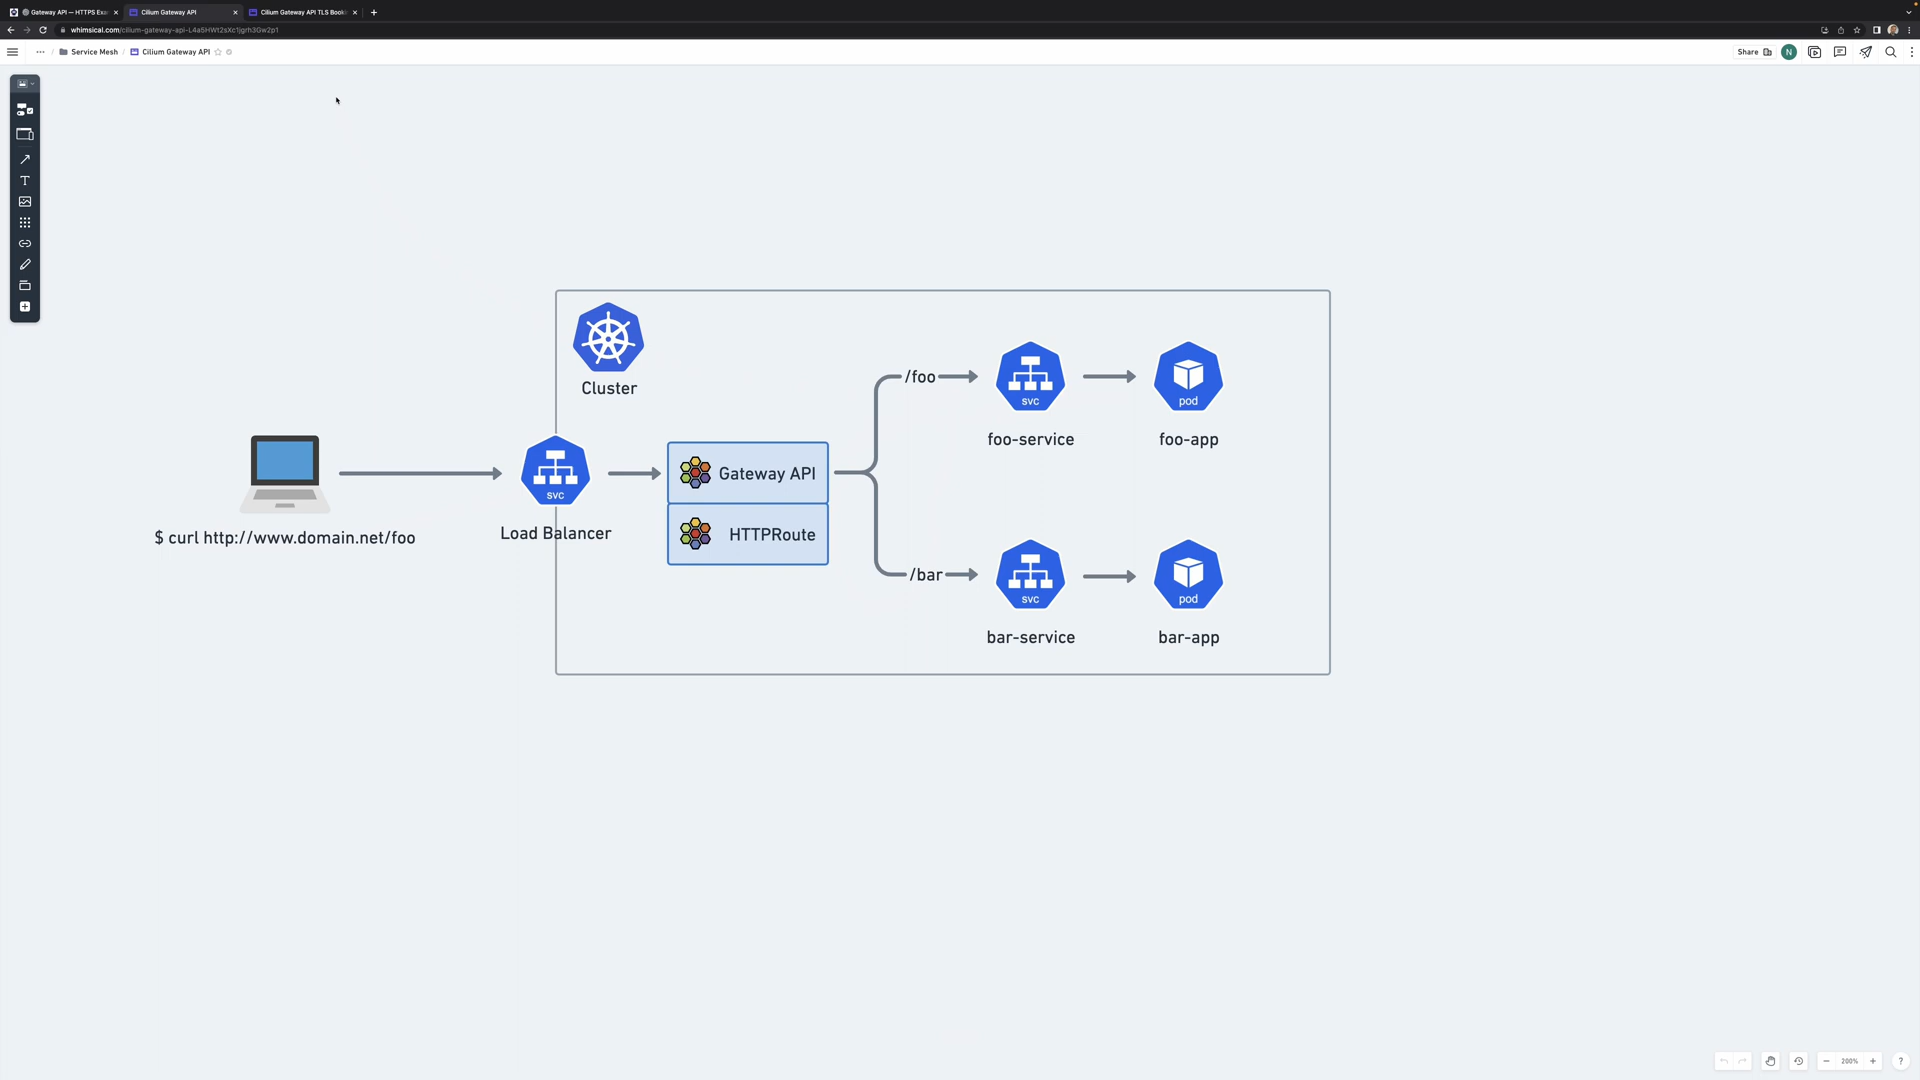 Gateway API — HTTPS Exa
Cilium Gateway API
Cilium Gateway API TLS Booki
whimsical.com/cilium-gateway-api-L4a5HWt2sXc1jgrh3Gw2p1
Service Mesh / Cilium Gateway API
Share
N
Cluster
/foo
svc
pod
foo-service
foo-app
$ curl http://www.domain.net/foo
svc
Load Balancer
Gateway API
HTTPRoute
/bar
svc
pod
bar-service
bar-app
200%
?